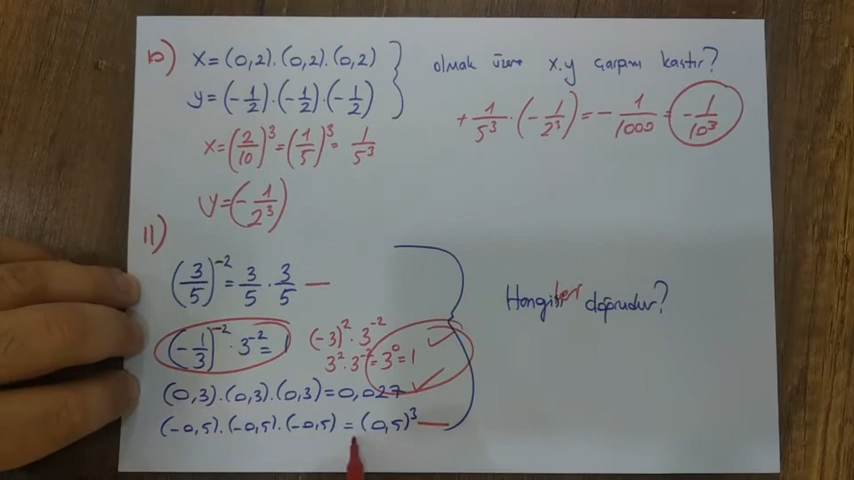 10) x = (0,2).(0,2).(0,2)
y = (-1/2).(-1/2).(-1/2)
olmak üzere x.y çarpımı kaçtır?
+ 1/5³ . (- 1/2³) = - 1/1000 = - 1/10³
x = (2/10)³ = (1/5)³ = 1/5³
y = (- 1/2³)
11)
(3/5)⁻² = 3/5 . 3/5 —
(-1/3)⁻² . 3⁻² = 1
(-3)² . 3⁻²
3² . 3⁻² = 3⁰ = 1 ✓
(0,3).(0,3).(0,3) = 0,027 ✓
(-0,5).(-0,5).(-0,5) = (0,5)³ —
Hangisi leri doğrudur?